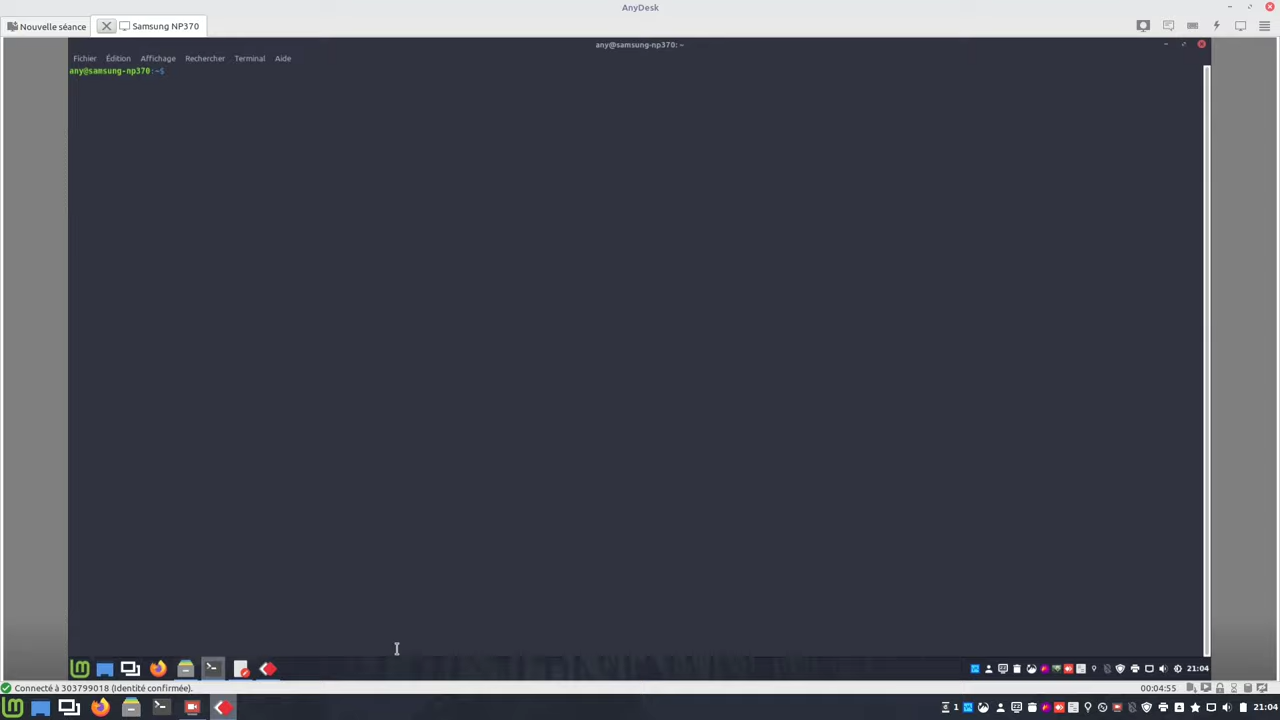 AnyDesk
Nouvelle séance
Samsung NP370
any@samsung-np370: ~
Fichier Édition Affichage Rechercher Terminal Aide
any@samsung-np370:~$
21:04
Connecté à 303799018 (Identité confirmée).
00:04:55
1
21:04